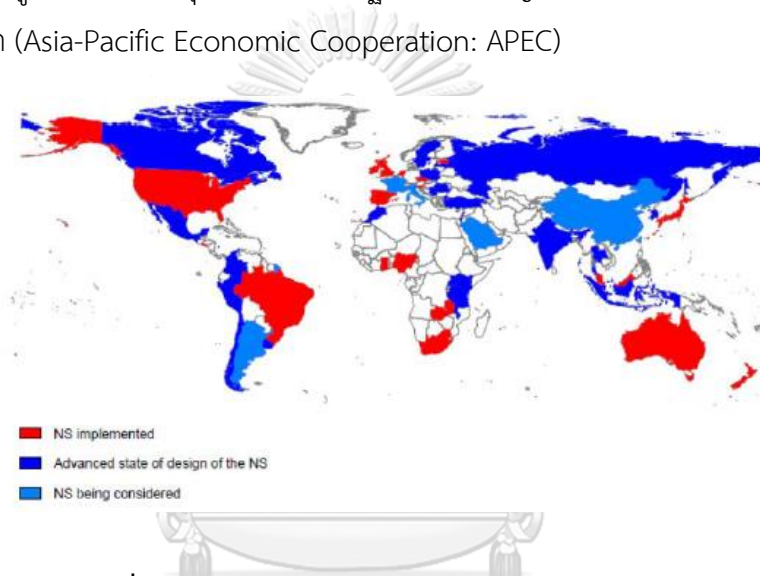 (Asia-Pacific Economic Cooperation: APEC)
NS implemented
Advanced state of design of the NS
NS being considered